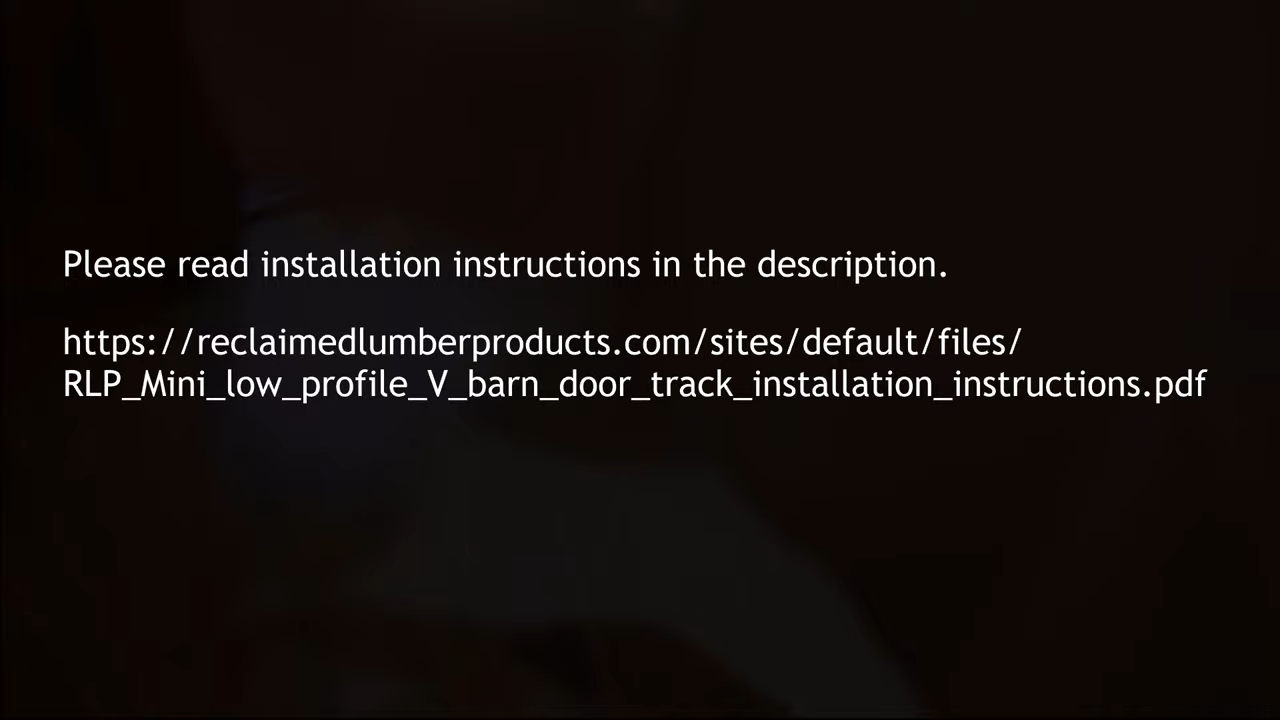 Please read installation instructions in the description.
https://reclaimedlumberproducts.com/sites/default/files/
RLP_Mini_low_profile_V_barn_door_track_installation_instructions.pdf